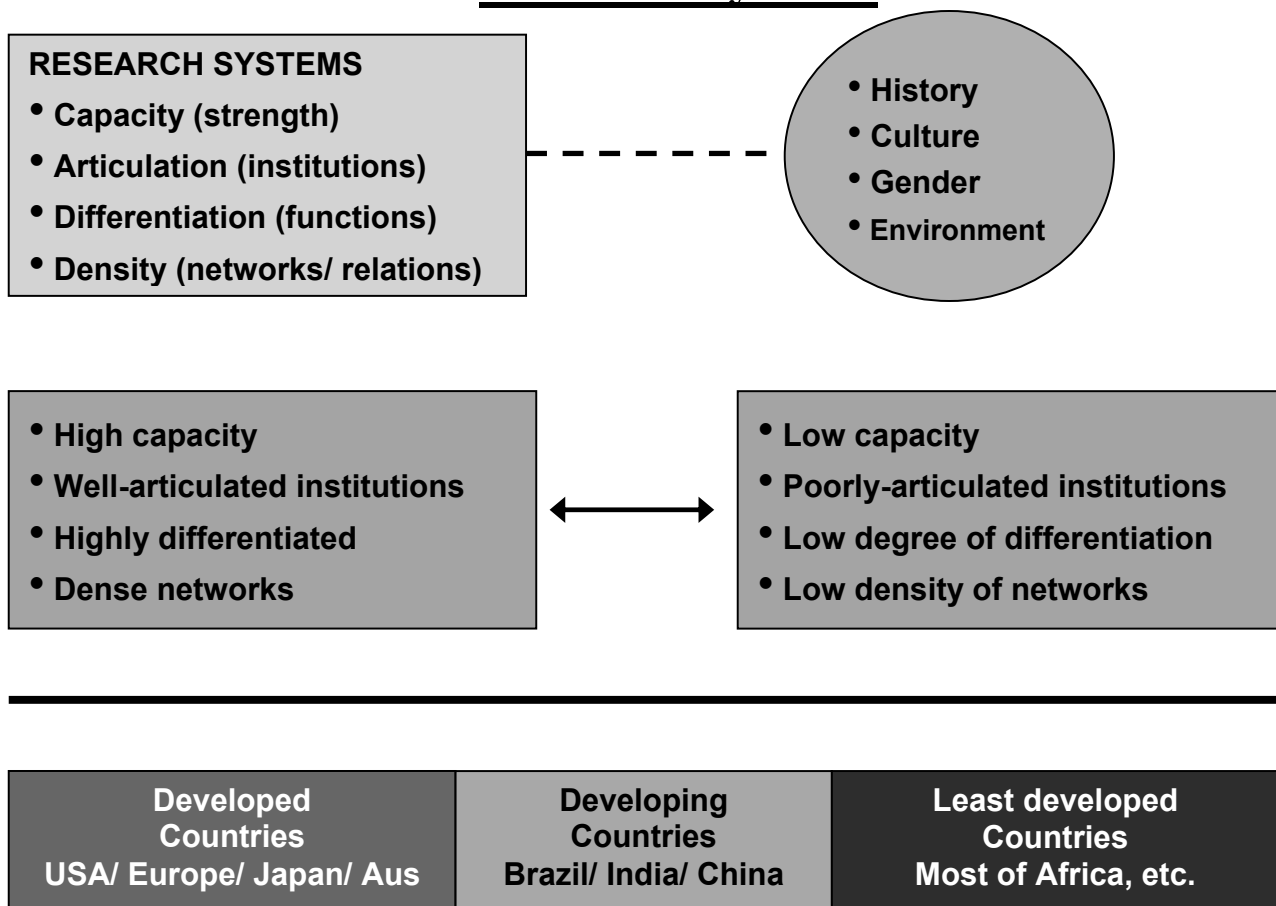 RESEARCH SYSTEMS
• Capacity (strength)
• Articulation (institutions)
• Differentiation (functions)
• Density (networks/ relations)
• History
• Culture
• Gender
• Environment
• High capacity
• Well-articulated institutions
• Highly differentiated
• Dense networks
• Low capacity
• Poorly-articulated institutions
• Low degree of differentiation
• Low density of networks
Developed
Countries
USA/ Europe/ Japan/ Aus
Developing
Countries
Brazil/ India/ China
Least developed
Countries
Most of Africa, etc.